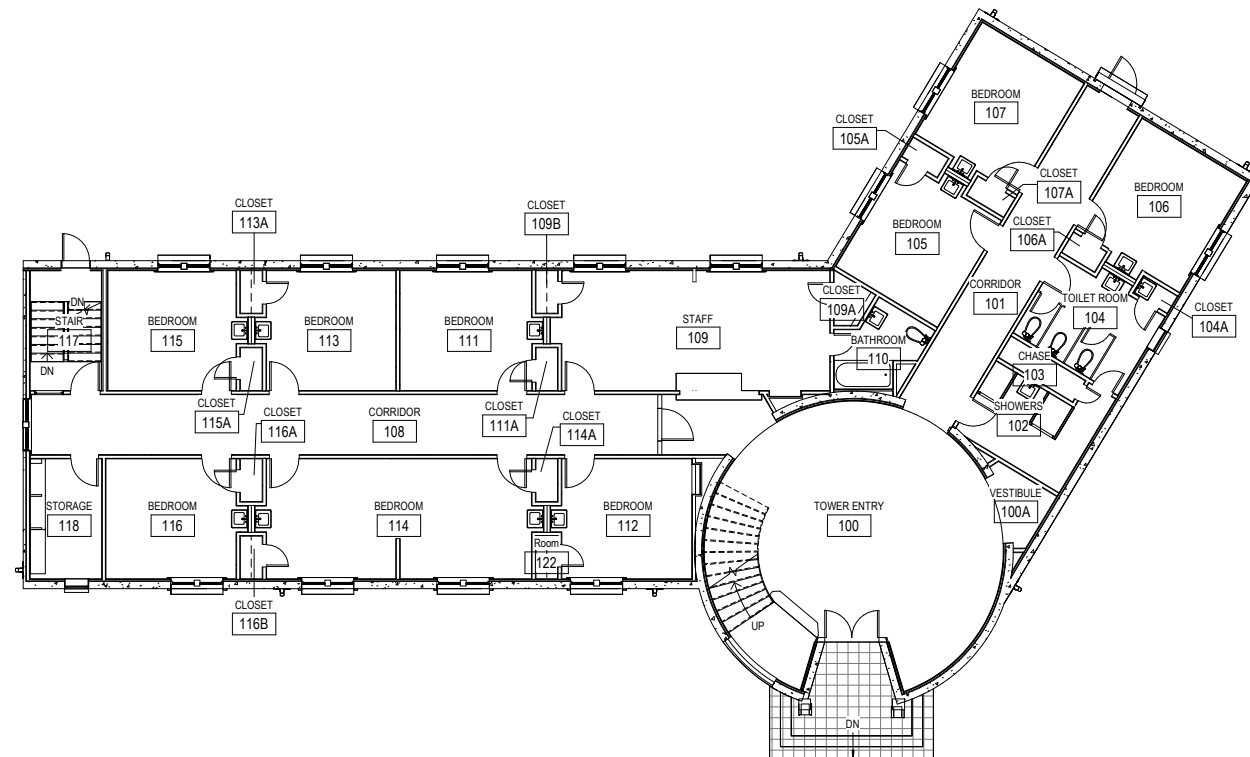 BEDROOM
107
CLOSET
105A
CLOSET
107A
BEDROOM
106
CLOSET
113A
CLOSET
109B
BEDROOM
105
CLOSET
106A
CORRIDOR
101
TOILET ROOM
104
CLOSET
104A
DN
STAIR
117
DN
BEDROOM
115
BEDROOM
113
BEDROOM
111
STAFF
109
CLOSET
109A
BATHROOM
110
CHASE
103
SHOWERS
102
CLOSET
115A
CLOSET
116A
CORRIDOR
108
CLOSET
111A
CLOSET
114A
STORAGE
118
BEDROOM
116
BEDROOM
114
BEDROOM
112
Room
122
TOWER ENTRY
100
VESTIBULE
100A
CLOSET
116B
UP
DN